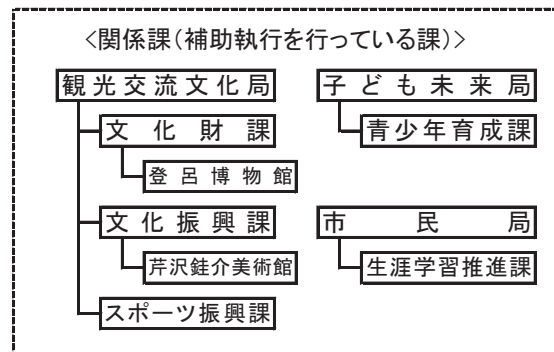 <関係課(補助執行を行っている課)>
観光交流文化局
文化財課
登呂博物館
文化振興課
芹沢銈介美術館
スポーツ振興課
子ども未来局
青少年育成課
市民局
生涯学習推進課